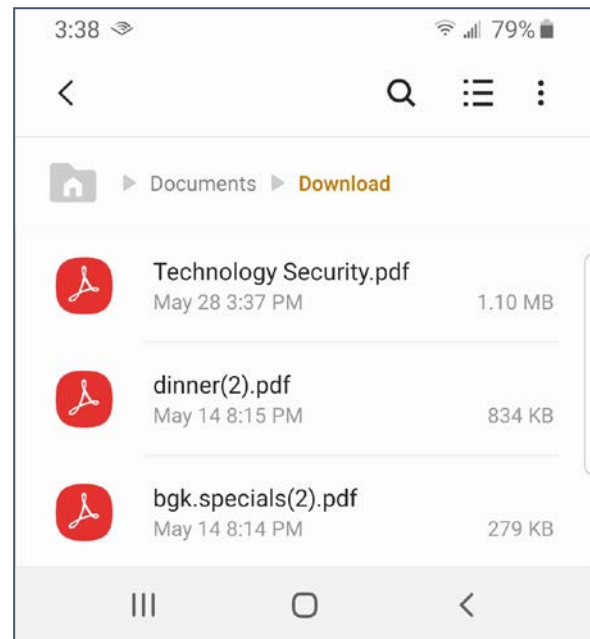 3:38 79%
Documents Download
Technology Security.pdf
May 28 3:37 PM 1.10 MB
dinner(2).pdf
May 14 8:15 PM 834 KB
bgk.specials(2).pdf
May 14 8:14 PM 279 KB